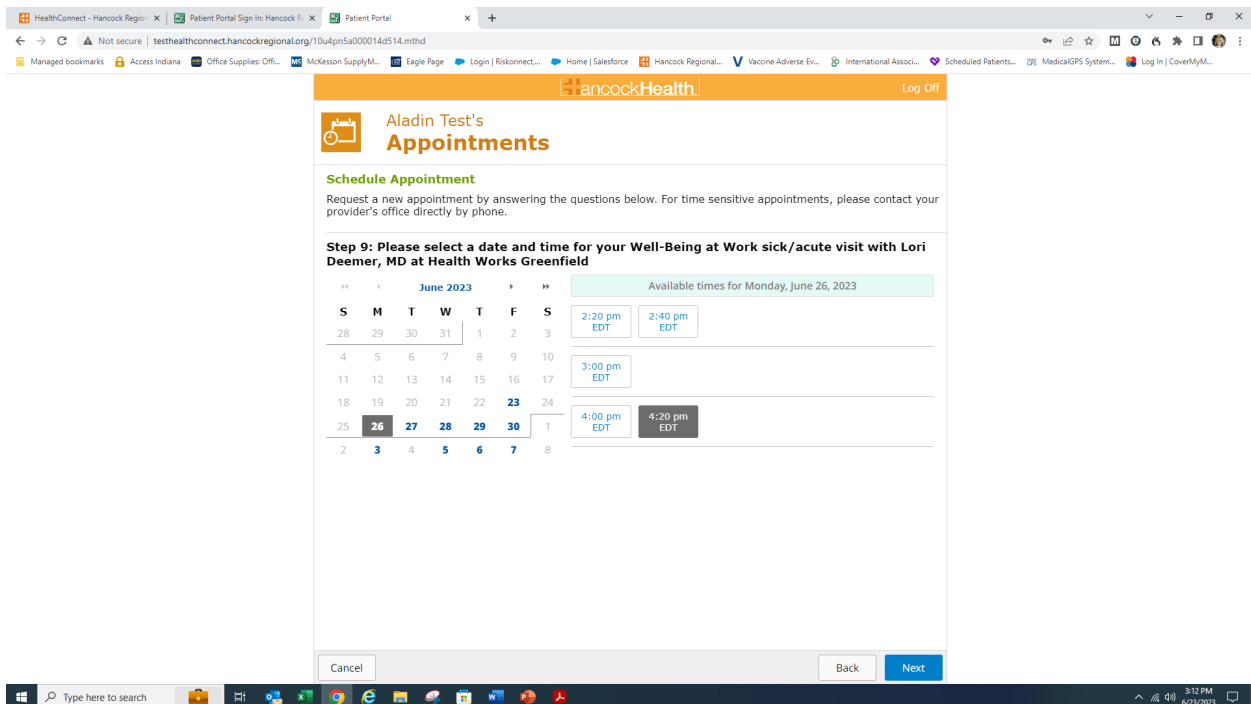 HealthConnect - Hancock Region
Patient Portal Sign In: Hancock R
Patient Portal
Not secure | testhealthconnect.hancockregional.org/10u4pn5a000014d514.mthd
Managed bookmarks
Access Indiana
Office Supplies: Offi...
McKesson SupplyM...
Eagle Page
Login | Riskonnect,...
Home | Salesforce
Hancock Regional...
Vaccine Adverse Ev...
International Associ...
Scheduled Patients...
MedicalGPS System...
Log In | CoverMyM...
HancockHealth
Log Off
Aladin Test's
Appointments
Schedule Appointment
Request a new appointment by answering the questions below. For time sensitive appointments, please contact your
provider's office directly by phone.
Step 9: Please select a date and time for your Well-Being at Work sick/acute visit with Lori
Deemer, MD at Health Works Greenfield
June 2023
S M T W T F S
28 29 30 31 1 2 3
4 5 6 7 8 9 10
11 12 13 14 15 16 17
18 19 20 21 22 23 24
25 26 27 28 29 30 1
2 3 4 5 6 7 8
Available times for Monday, June 26, 2023
2:20 pm EDT
2:40 pm EDT
3:00 pm EDT
4:00 pm EDT
4:20 pm EDT
Cancel
Back
Next
Type here to search
3:12 PM
6/23/2023